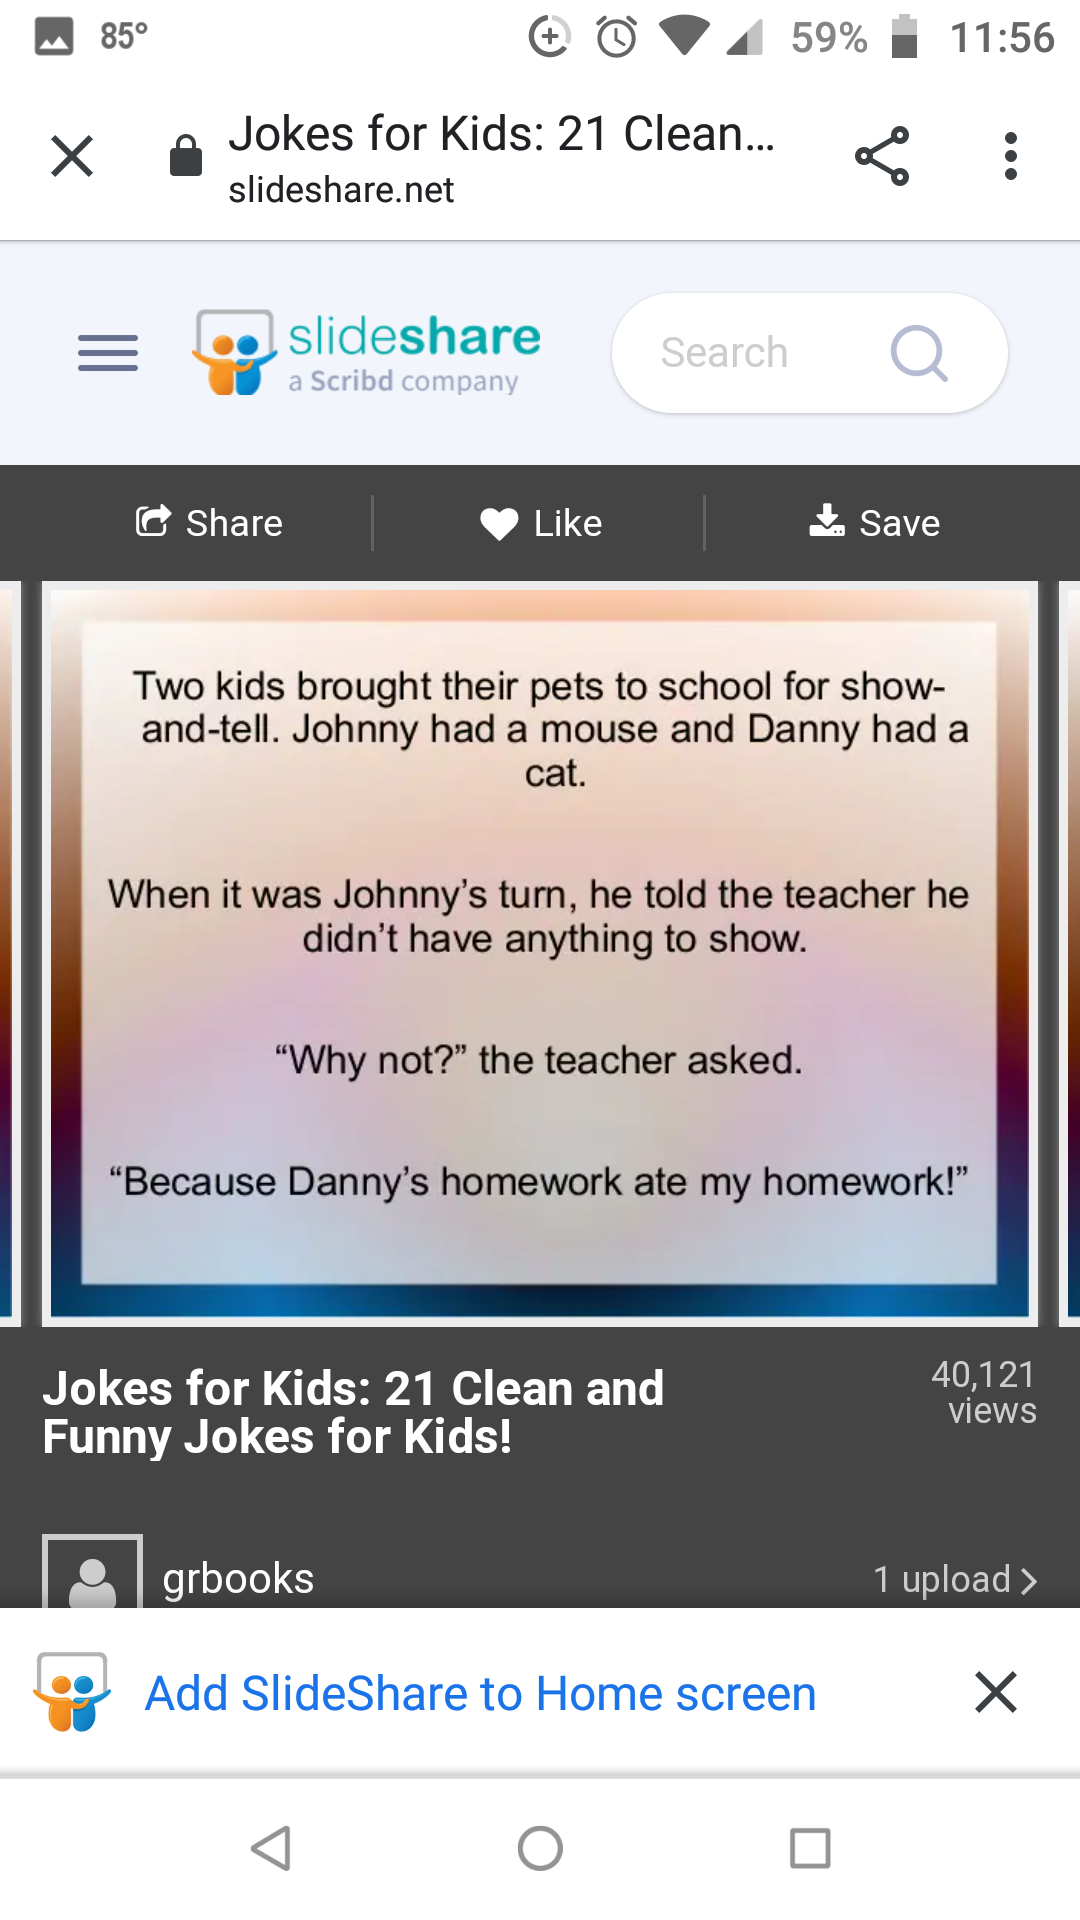 85°
59%
11:56
Jokes for Kids: 21 Clean...
slideshare.net
slideshare
a Scribd company
Search
Share
Like
Save
Two kids brought their pets to school for show-
and-tell. Johnny had a mouse and Danny had a
cat.
When it was Johnny’s turn, he told the teacher he
didn’t have anything to show.
“Why not?” the teacher asked.
“Because Danny’s homework ate my homework!”
Jokes for Kids: 21 Clean and
Funny Jokes for Kids!
40,121
views
grbooks
1 upload
Add SlideShare to Home screen